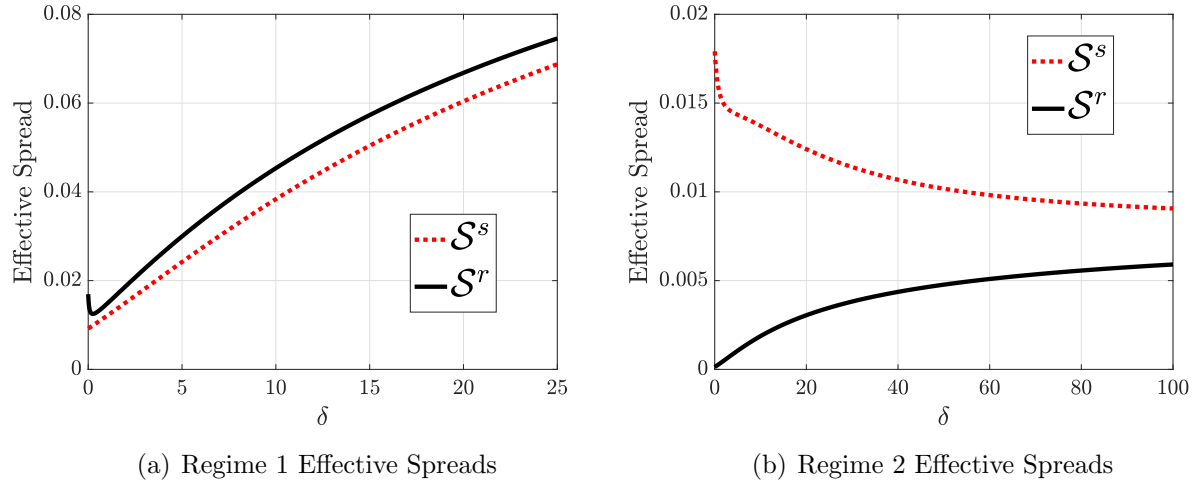 0.08
0.06
0.04
0.02
0
Effective Spread
0 5 10 15 20 25
δ
𝒮^s
𝒮^r
(a) Regime 1 Effective Spreads
0.02
0.015
0.01
0.005
0
Effective Spread
0 20 40 60 80 100
δ
𝒮^s
𝒮^r
(b) Regime 2 Effective Spreads